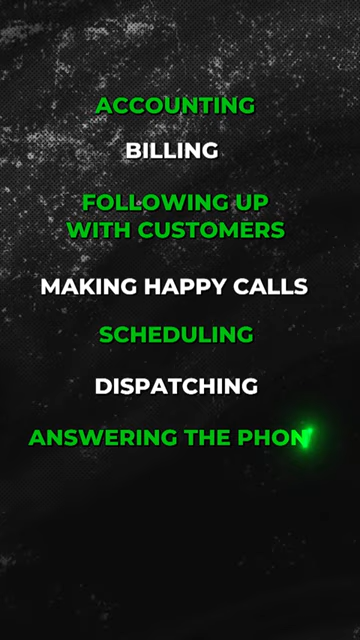 ACCOUNTING
BILLING
FOLLOWING UP
WITH CUSTOMERS
MAKING HAPPY CALLS
SCHEDULING
DISPATCHING
ANSWERING THE PHON